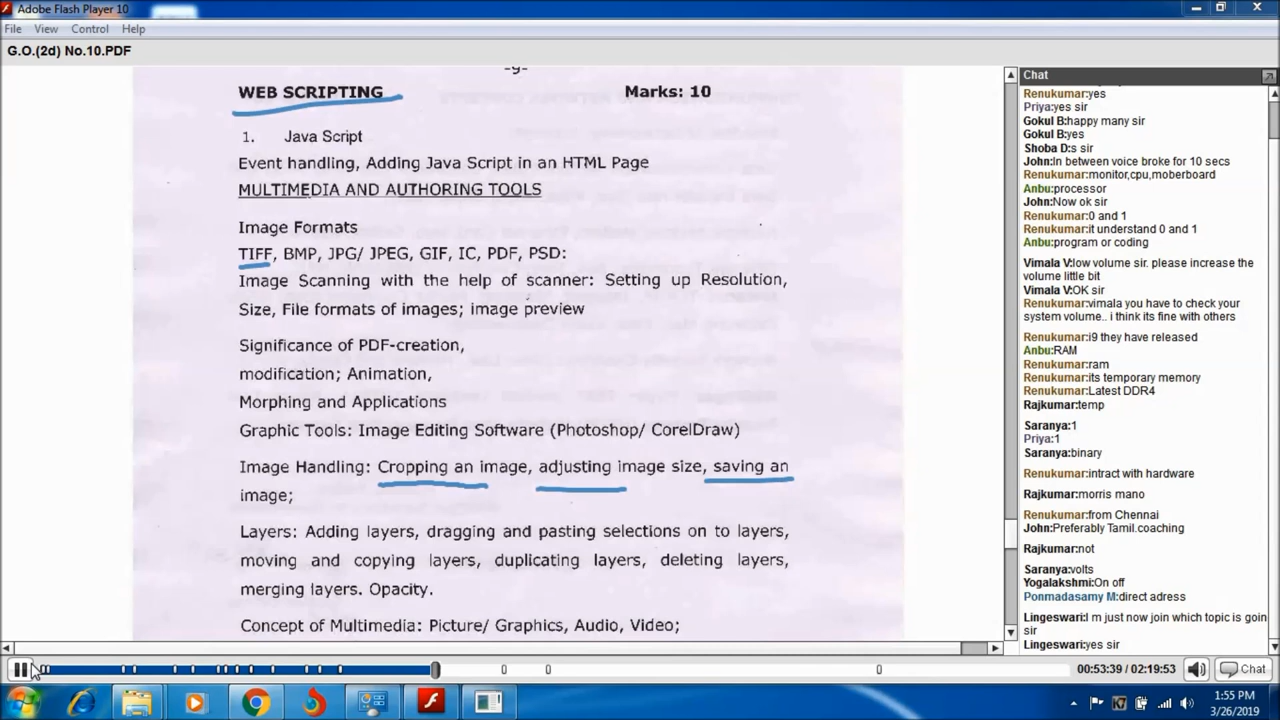 Adobe Flash Player 10
File View Control Help
G.O.(2d) No.10.PDF
-9-
WEB SCRIPTING Marks: 10
1. Java Script
Event handling, Adding Java Script in an HTML Page
MULTIMEDIA AND AUTHORING TOOLS
Image Formats
TIFF, BMP, JPG/ JPEG, GIF, IC, PDF, PSD:
Image Scanning with the help of scanner: Setting up Resolution,
Size, File formats of images; image preview
Significance of PDF-creation,
modification; Animation,
Morphing and Applications
Graphic Tools: Image Editing Software (Photoshop/ CorelDraw)
Image Handling: Cropping an image, adjusting image size, saving an
image;
Layers: Adding layers, dragging and pasting selections on to layers,
moving and copying layers, duplicating layers, deleting layers,
merging layers. Opacity.
Concept of Multimedia: Picture/ Graphics, Audio, Video;
Chat
Renukumar:yes
Priya:yes sir
Gokul B:happy many sir
Gokul B:yes
Shoba D:s sir
John:In between voice broke for 10 secs
Renukumar:monitor,cpu,moberboard
Anbu:processor
John:Now ok sir
Renukumar:0 and 1
Renukumar:it understand 0 and 1
Anbu:program or coding
Vimala V:low volume sir. please increase the
volume little bit
Vimala V:OK sir
Renukumar:vimala you have to check your
system volume.. i think its fine with others
Renukumar:i9 they have released
Anbu:RAM
Renukumar:ram
Renukumar:its temporary memory
Renukumar:Latest DDR4
Rajkumar:temp
Saranya:1
Priya:1
Saranya:binary
Renukumar:intract with hardware
Rajkumar:morris mano
Renukumar:from Chennai
John:Preferably Tamil.coaching
Rajkumar:not
Saranya:volts
Yogalakshmi:On off
Ponmadasamy M:direct adress
Lingeswari:I m just now join which topic is goin
sir
Lingeswari:yes sir
00:53:39 / 02:19:53 Chat
1:55 PM
3/26/2019